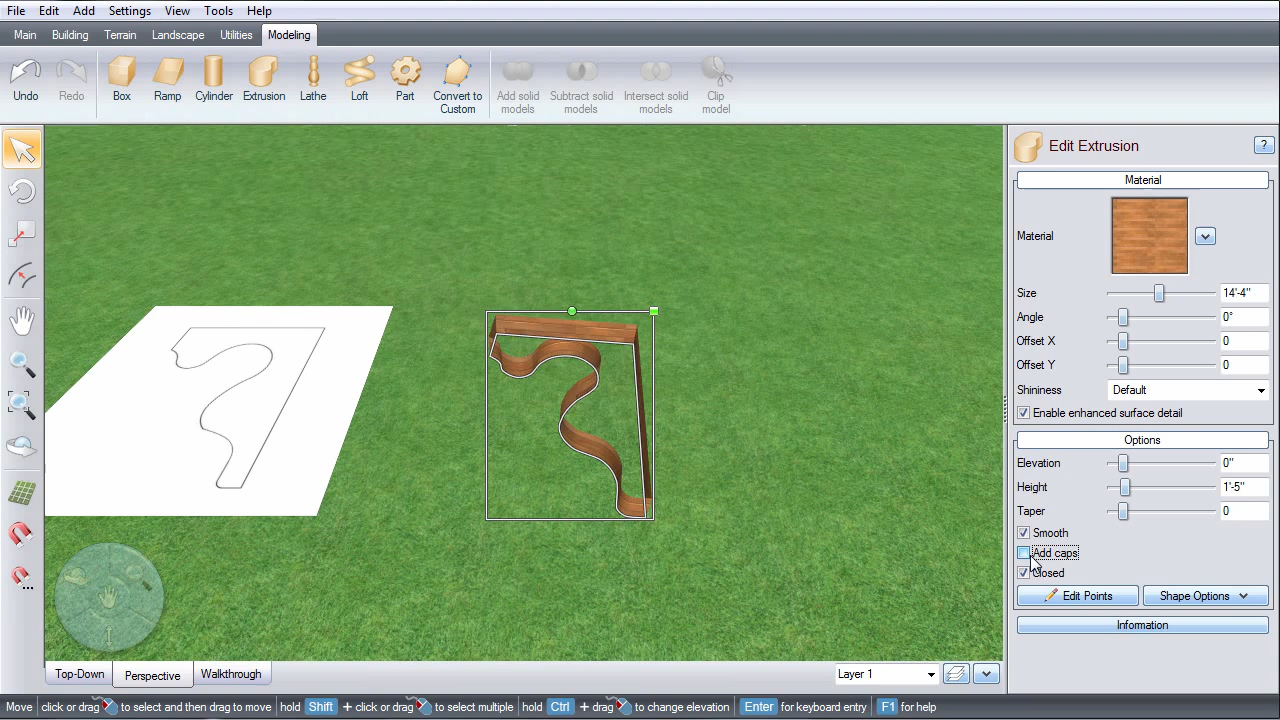 File Edit Add Settings View Tools Help
Main Building Terrain Landscape Utilities Modeling
Undo Redo Box Ramp Cylinder Extrusion Lathe Loft Part Convert to Custom Add solid models Subtract solid models Intersect solid models Clip model
Edit Extrusion ?
Material
Material
Size 14'-4"
Angle 0°
Offset X 0
Offset Y 0
Shininess Default
Enable enhanced surface detail
Options
Elevation 0"
Height 1'-5"
Taper 0
Smooth
Add caps
Closed
Edit Points Shape Options
Information
Top-Down Perspective Walkthrough Layer 1
Move click or drag to select and then drag to move hold Shift + click or drag to select multiple hold Ctrl + drag to change elevation Enter for keyboard entry F1 for help